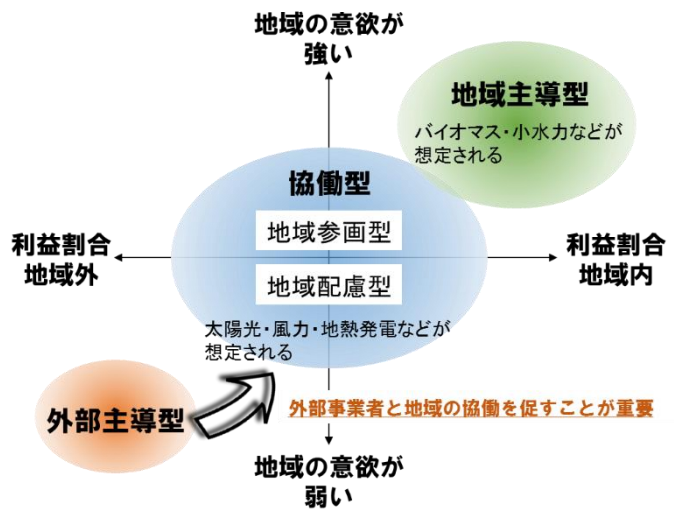 地域の意欲が
強い
地域主導型
バイオマス・小水力などが
想定される
協働型
地域参画型
利益割合
地域外
利益割合
地域内
地域配慮型
太陽光・風力・地熱発電などが
想定される
外部主導型
外部事業者と地域の協働を促すことが重要
地域の意欲が
弱い